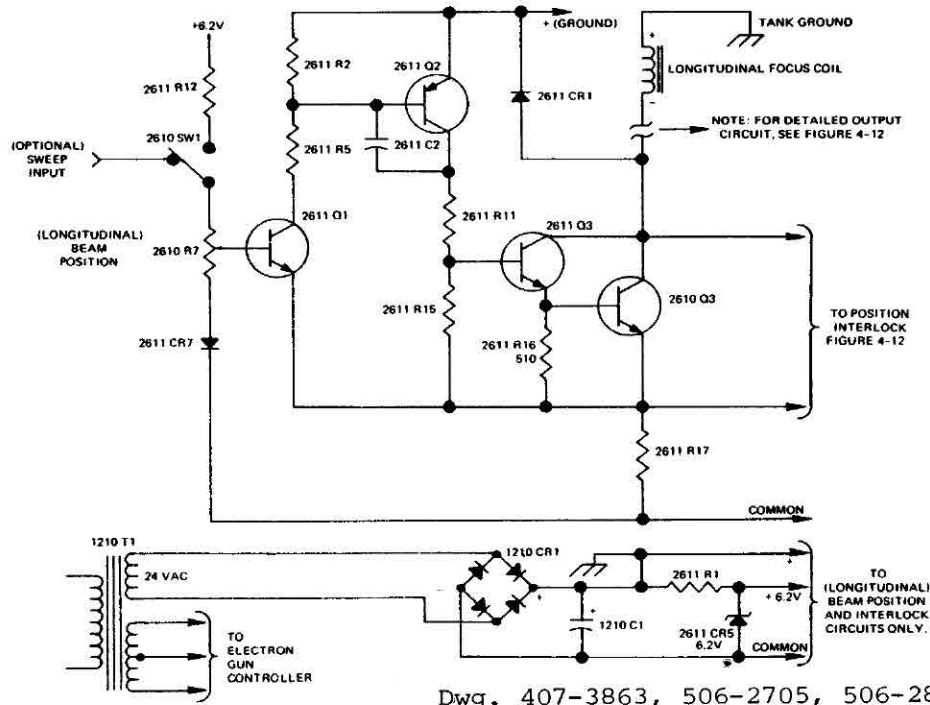 + (GROUND)
TANK GROUND
+6.2V
2611 R2
2611 Q2
+
LONGITUDINAL FOCUS COIL
2611 R12
2611 CR1
-
2610 SW1
NOTE: FOR DETAILED OUTPUT
CIRCUIT, SEE FIGURE 4-12
(OPTIONAL)
SWEEP
INPUT
2611 R5
2611 C2
2611 Q1
2611 R11
2611 Q3
(LONGITUDINAL)
BEAM
POSITION
2610 R7
2610 Q3
2611 R15
TO POSITION
INTERLOCK
FIGURE 4-12
2611 CR7
2611 R16
510
2611 R17
COMMON
1210 T1
1210 CR1
24 VAC
+
2611 R1
+
+ 6.2V
TO
(LONGITUDINAL)
BEAM POSITION
AND INTERLOCK
CIRCUITS ONLY.
+
1210 C1
2611 CR5
6.2V
COMMON
TO
ELECTRON
GUN
CONTROLLER
Dwg. 407-3863, 506-2705, 506-28